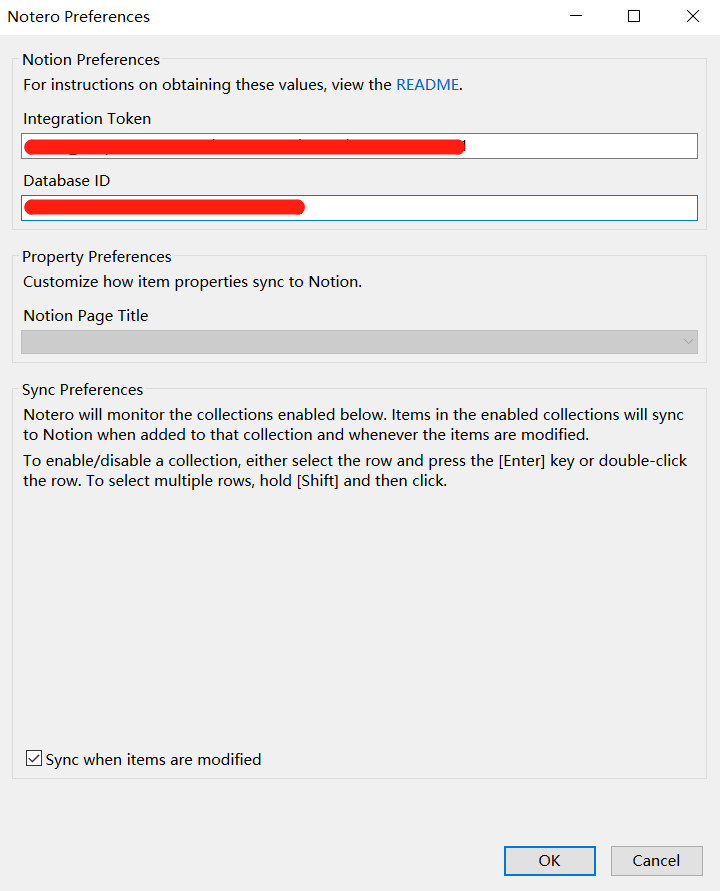 Notero Preferences
Notion Preferences
For instructions on obtaining these values, view the README.
Integration Token
Database ID
Property Preferences
Customize how item properties sync to Notion.
Notion Page Title
Sync Preferences
Notero will monitor the collections enabled below. Items in the enabled collections will sync
to Notion when added to that collection and whenever the items are modified.
To enable/disable a collection, either select the row and press the [Enter] key or double-click
the row. To select multiple rows, hold [Shift] and then click.
Sync when items are modified
OK
Cancel